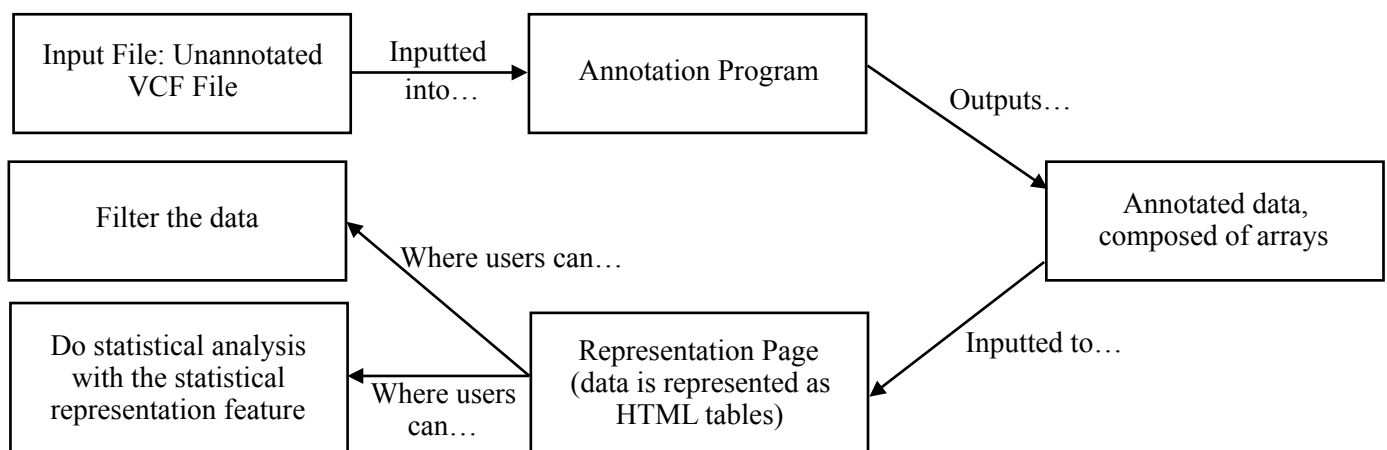 Input File: Unannotated
VCF File
Inputted
into…
Annotation Program
Outputs…
Annotated data,
composed of arrays
Inputted to…
Representation Page
(data is represented as
HTML tables)
Where users can…
Filter the data
Where users
can…
Do statistical analysis
with the statistical
representation feature